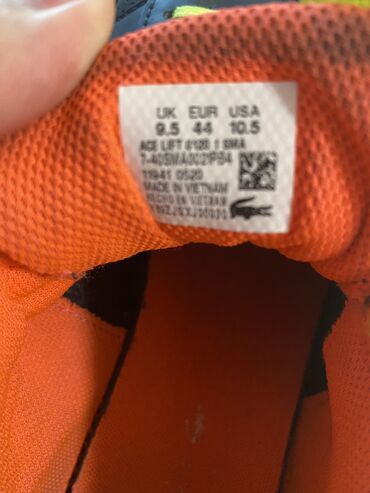 UK EUR USA
9.5 44 10.5
ACE LIFT 0120 1 SMA
7-40SMA0021PB4
11941 0520
MADE IN VIETNAM
HECHO EN VIETNAM